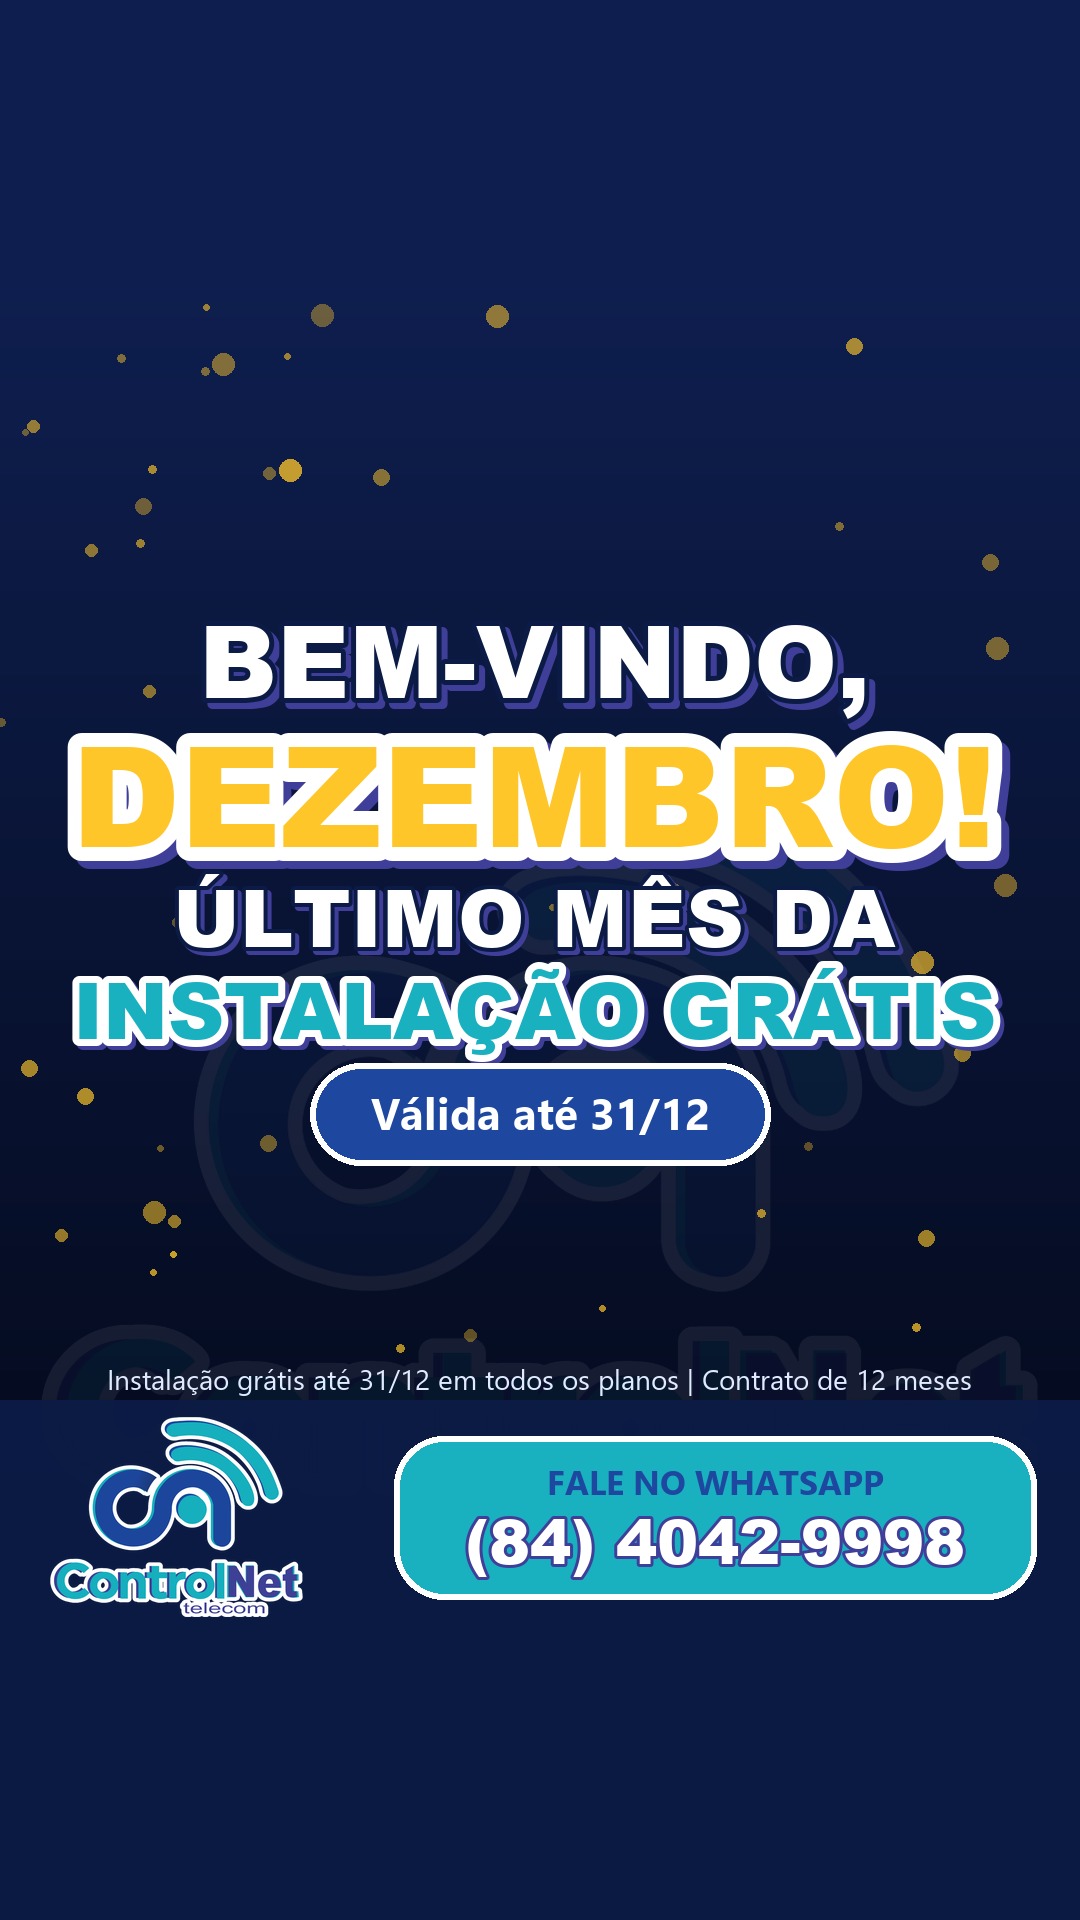 BEM-VINDO,
DEZEMBRO!
ÚLTIMO MÊS DA
INSTALAÇÃO GRÁTIS
Válida até 31/12
Instalação grátis até 31/12 em todos os planos | Contrato de 12 meses
ControlNet
telecom
FALE NO WHATSAPP
(84) 4042-9998